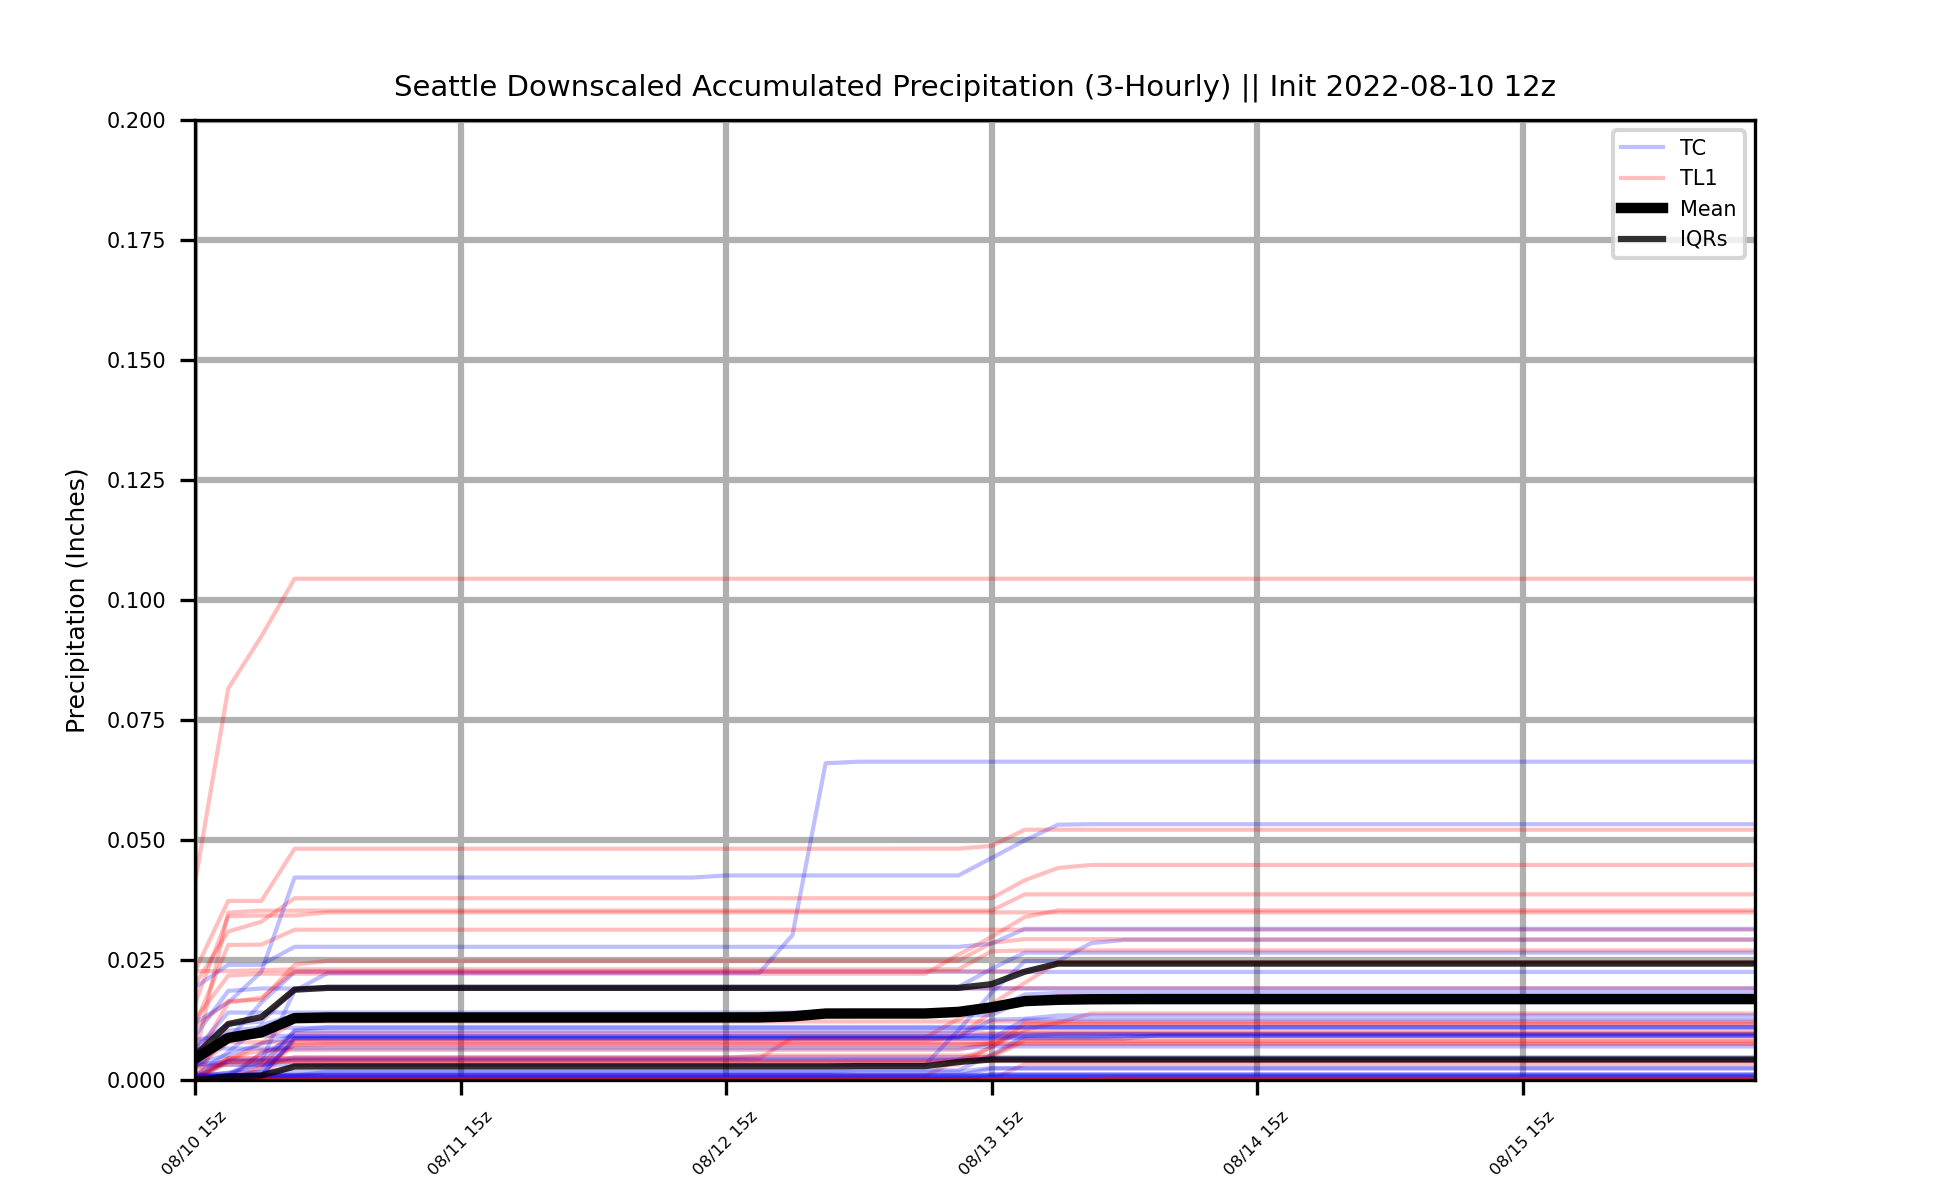 Seattle Downscaled Accumulated Precipitation (3-Hourly) || Init 2022-08-10 12z
Precipitation (Inches)
0.200
0.175
0.150
0.125
0.100
0.075
0.050
0.025
0.000
TC
TL1
Mean
IQRs
08/10 15z
08/11 15z
08/12 15z
08/13 15z
08/14 15z
08/15 15z